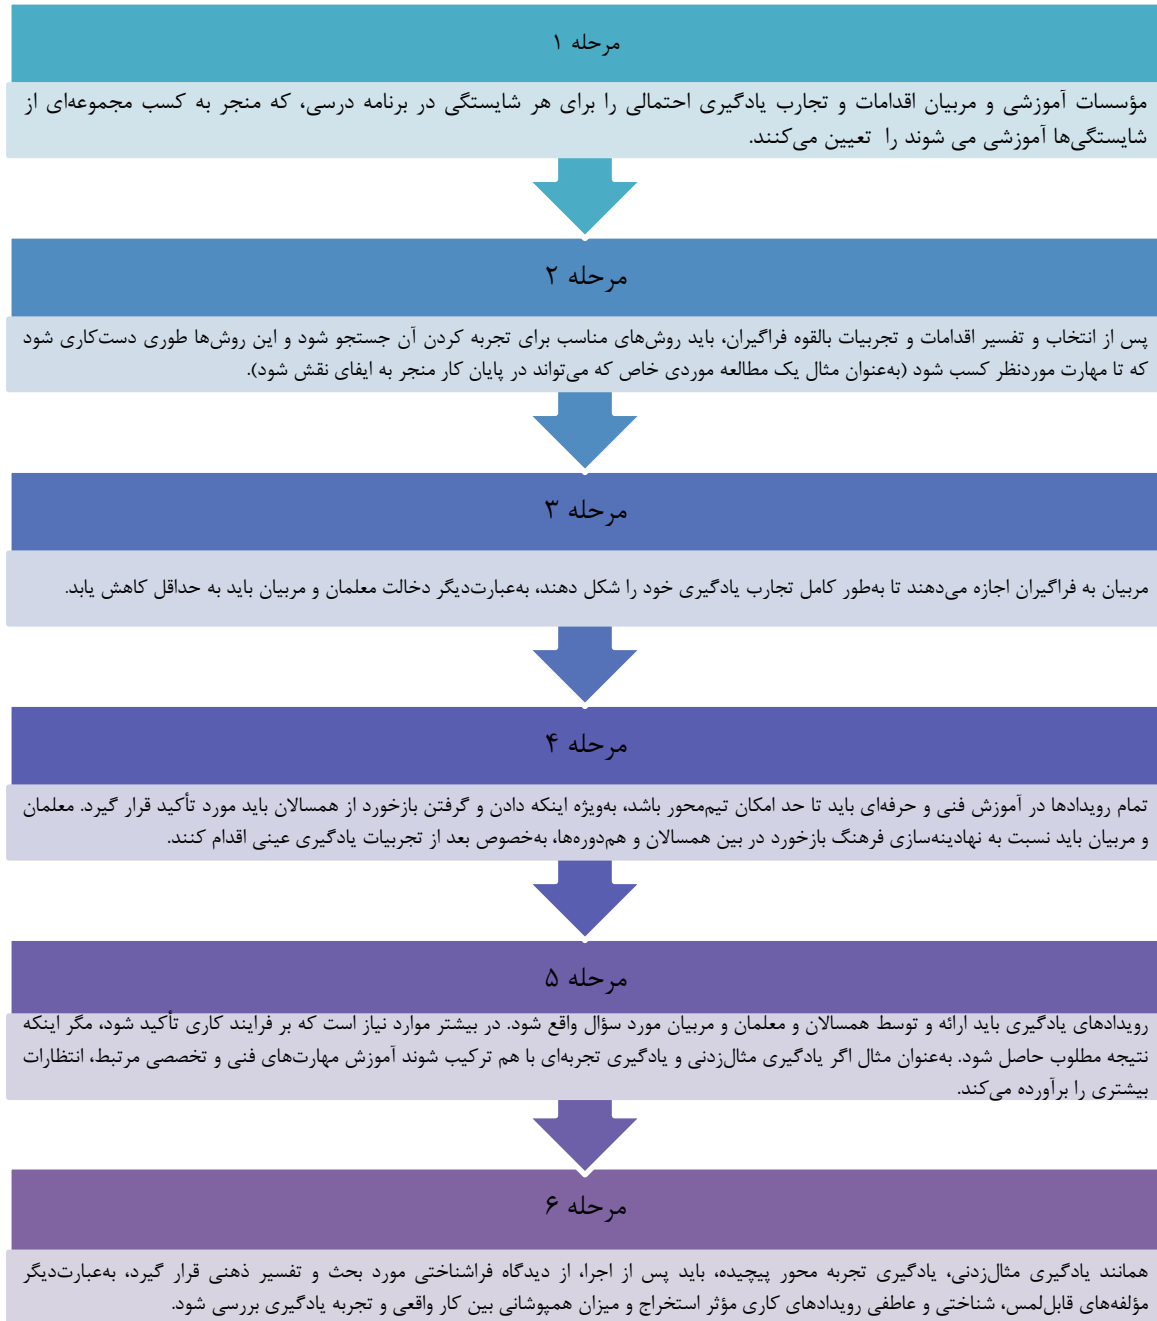 مرحله ۱
مؤسسات آموزشی و مربیان اقدامات و تجارب یادگیری احتمالی را برای هر شایستگی در برنامه درسی، که منجر به کسب مجموعه‌ای از
شایستگی‌ها آموزشی می شوند را تعیین می‌کنند.
مرحله ۲
پس از انتخاب و تفسیر اقدامات و تجربیات بالقوه فراگیران، باید روش‌های مناسب برای تجربه کردن آن جستجو شود و این روش‌ها طوری دست‌کاری شود
که تا مهارت موردنظر کسب شود (به‌عنوان مثال یک مطالعه موردی خاص که می‌تواند در پایان کار منجر به ایفای نقش شود).
مرحله ۳
مربیان به فراگیران اجازه می‌دهند تا به‌طور کامل تجارب یادگیری خود را شکل دهند، به‌عبارت‌دیگر دخالت معلمان و مربیان باید به حداقل کاهش یابد.
مرحله ۴
تمام رویدادها در آموزش فنی و حرفه‌ای باید تا حد امکان تیم‌محور باشد، به‌ویژه اینکه دادن و گرفتن بازخورد از همسالان باید مورد تأکید قرار گیرد. معلمان
و مربیان باید نسبت به نهادینه‌سازی فرهنگ بازخورد در بین همسالان و هم‌دوره‌ها، به‌خصوص بعد از تجربیات یادگیری عینی اقدام کنند.
مرحله ۵
رویدادهای یادگیری باید ارائه و توسط همسالان و معلمان و مربیان مورد سؤال واقع شود. در بیشتر موارد نیاز است که بر فرایند کاری تأکید شود، مگر اینکه
نتیجه مطلوب حاصل شود. به‌عنوان مثال اگر یادگیری مثال‌زدنی و یادگیری تجربه‌ای با هم ترکیب شوند آموزش مهارت‌های فنی و تخصصی مرتبط، انتظارات
بیشتری را برآورده می‌کند.
مرحله ۶
همانند یادگیری مثال‌زدنی، یادگیری تجربه محور پیچیده، باید پس از اجرا، از دیدگاه فراشناختی مورد بحث و تفسیر ذهنی قرار گیرد، به‌عبارت‌دیگر
مؤلفه‌های قابل‌لمس، شناختی و عاطفی رویدادهای کاری مؤثر استخراج و میزان همپوشانی بین کار واقعی و تجربه یادگیری بررسی شود.